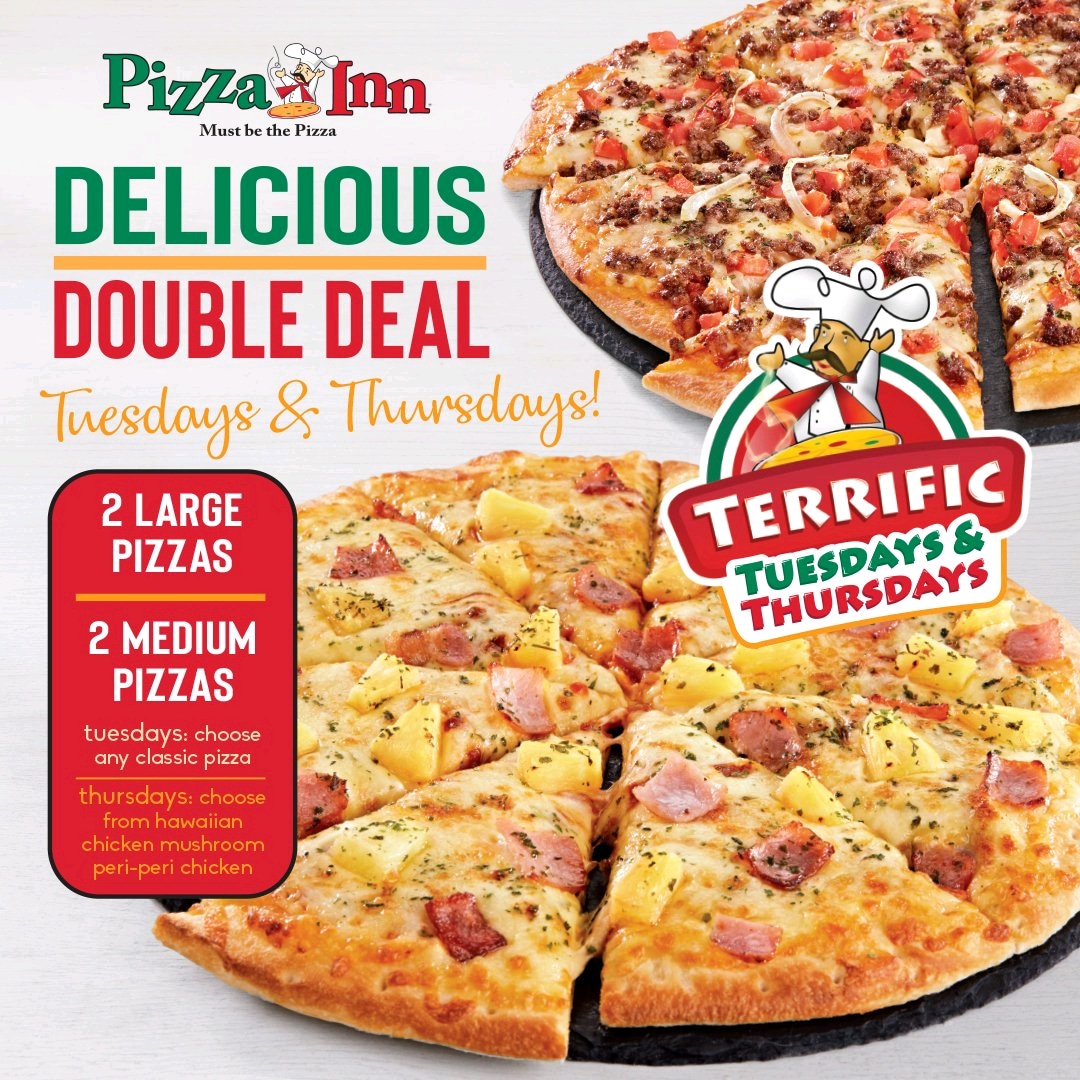 Pizza Inn
Must be the Pizza
DELICIOUS
DOUBLE DEAL
Tuesdays & Thursdays!
TERRIFIC
TUESDAYS &
THURSDAYS
2 LARGE
PIZZAS
2 MEDIUM
PIZZAS
tuesdays: choose
any classic pizza
thursdays: choose
from hawaiian
chicken mushroom
peri-peri chicken